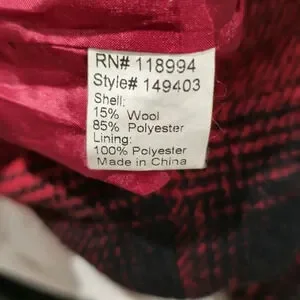 RN# 118994
Style# 149403
Shell:
15% Wool
85% Polyester
Lining:
100% Polyester
Made in China